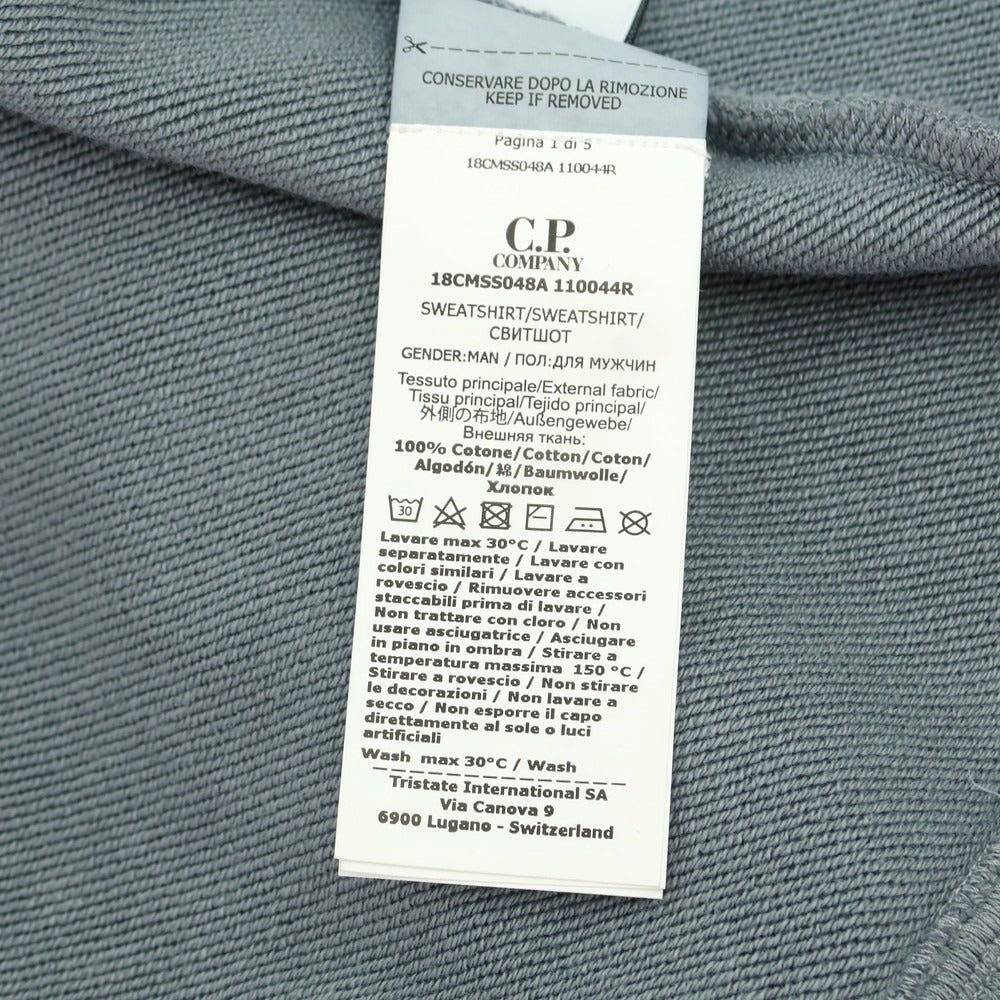 CONSERVARE DOPO LA RIMOZIONE
KEEP IF REMOVED
Pagina 1 di 5
18CMSS048A 110044R
C.P.
COMPANY
18CMSS048A 110044R
SWEATSHIRT/SWEATSHIRT/
СВИТШОТ
GENDER:MAN / ПОЛ:ДЛЯ МУЖЧИН
Tessuto principale/External fabric/
Tissu principal/Tejido principal/
外側の布地/Außengewebe/
Внешняя ткань:
100% Cotone/Cotton/Coton/
Algodón/綿/Baumwolle/
Хлопок
30
Lavare max 30°C / Lavare
separatamente / Lavare con
colori similari / Lavare a
rovescio / Rimuovere accessori
staccabili prima di lavare /
Non trattare con cloro / Non
usare asciugatrice / Asciugare
in piano in ombra / Stirare a
temperatura massima 150 °C /
Stirare a rovescio / Non stirare
le decorazioni / Non lavare a
secco / Non esporre il capo
direttamente al sole o luci
artificiali
Wash max 30°C / Wash
Tristate International SA
Via Canova 9
6900 Lugano - Switzerland